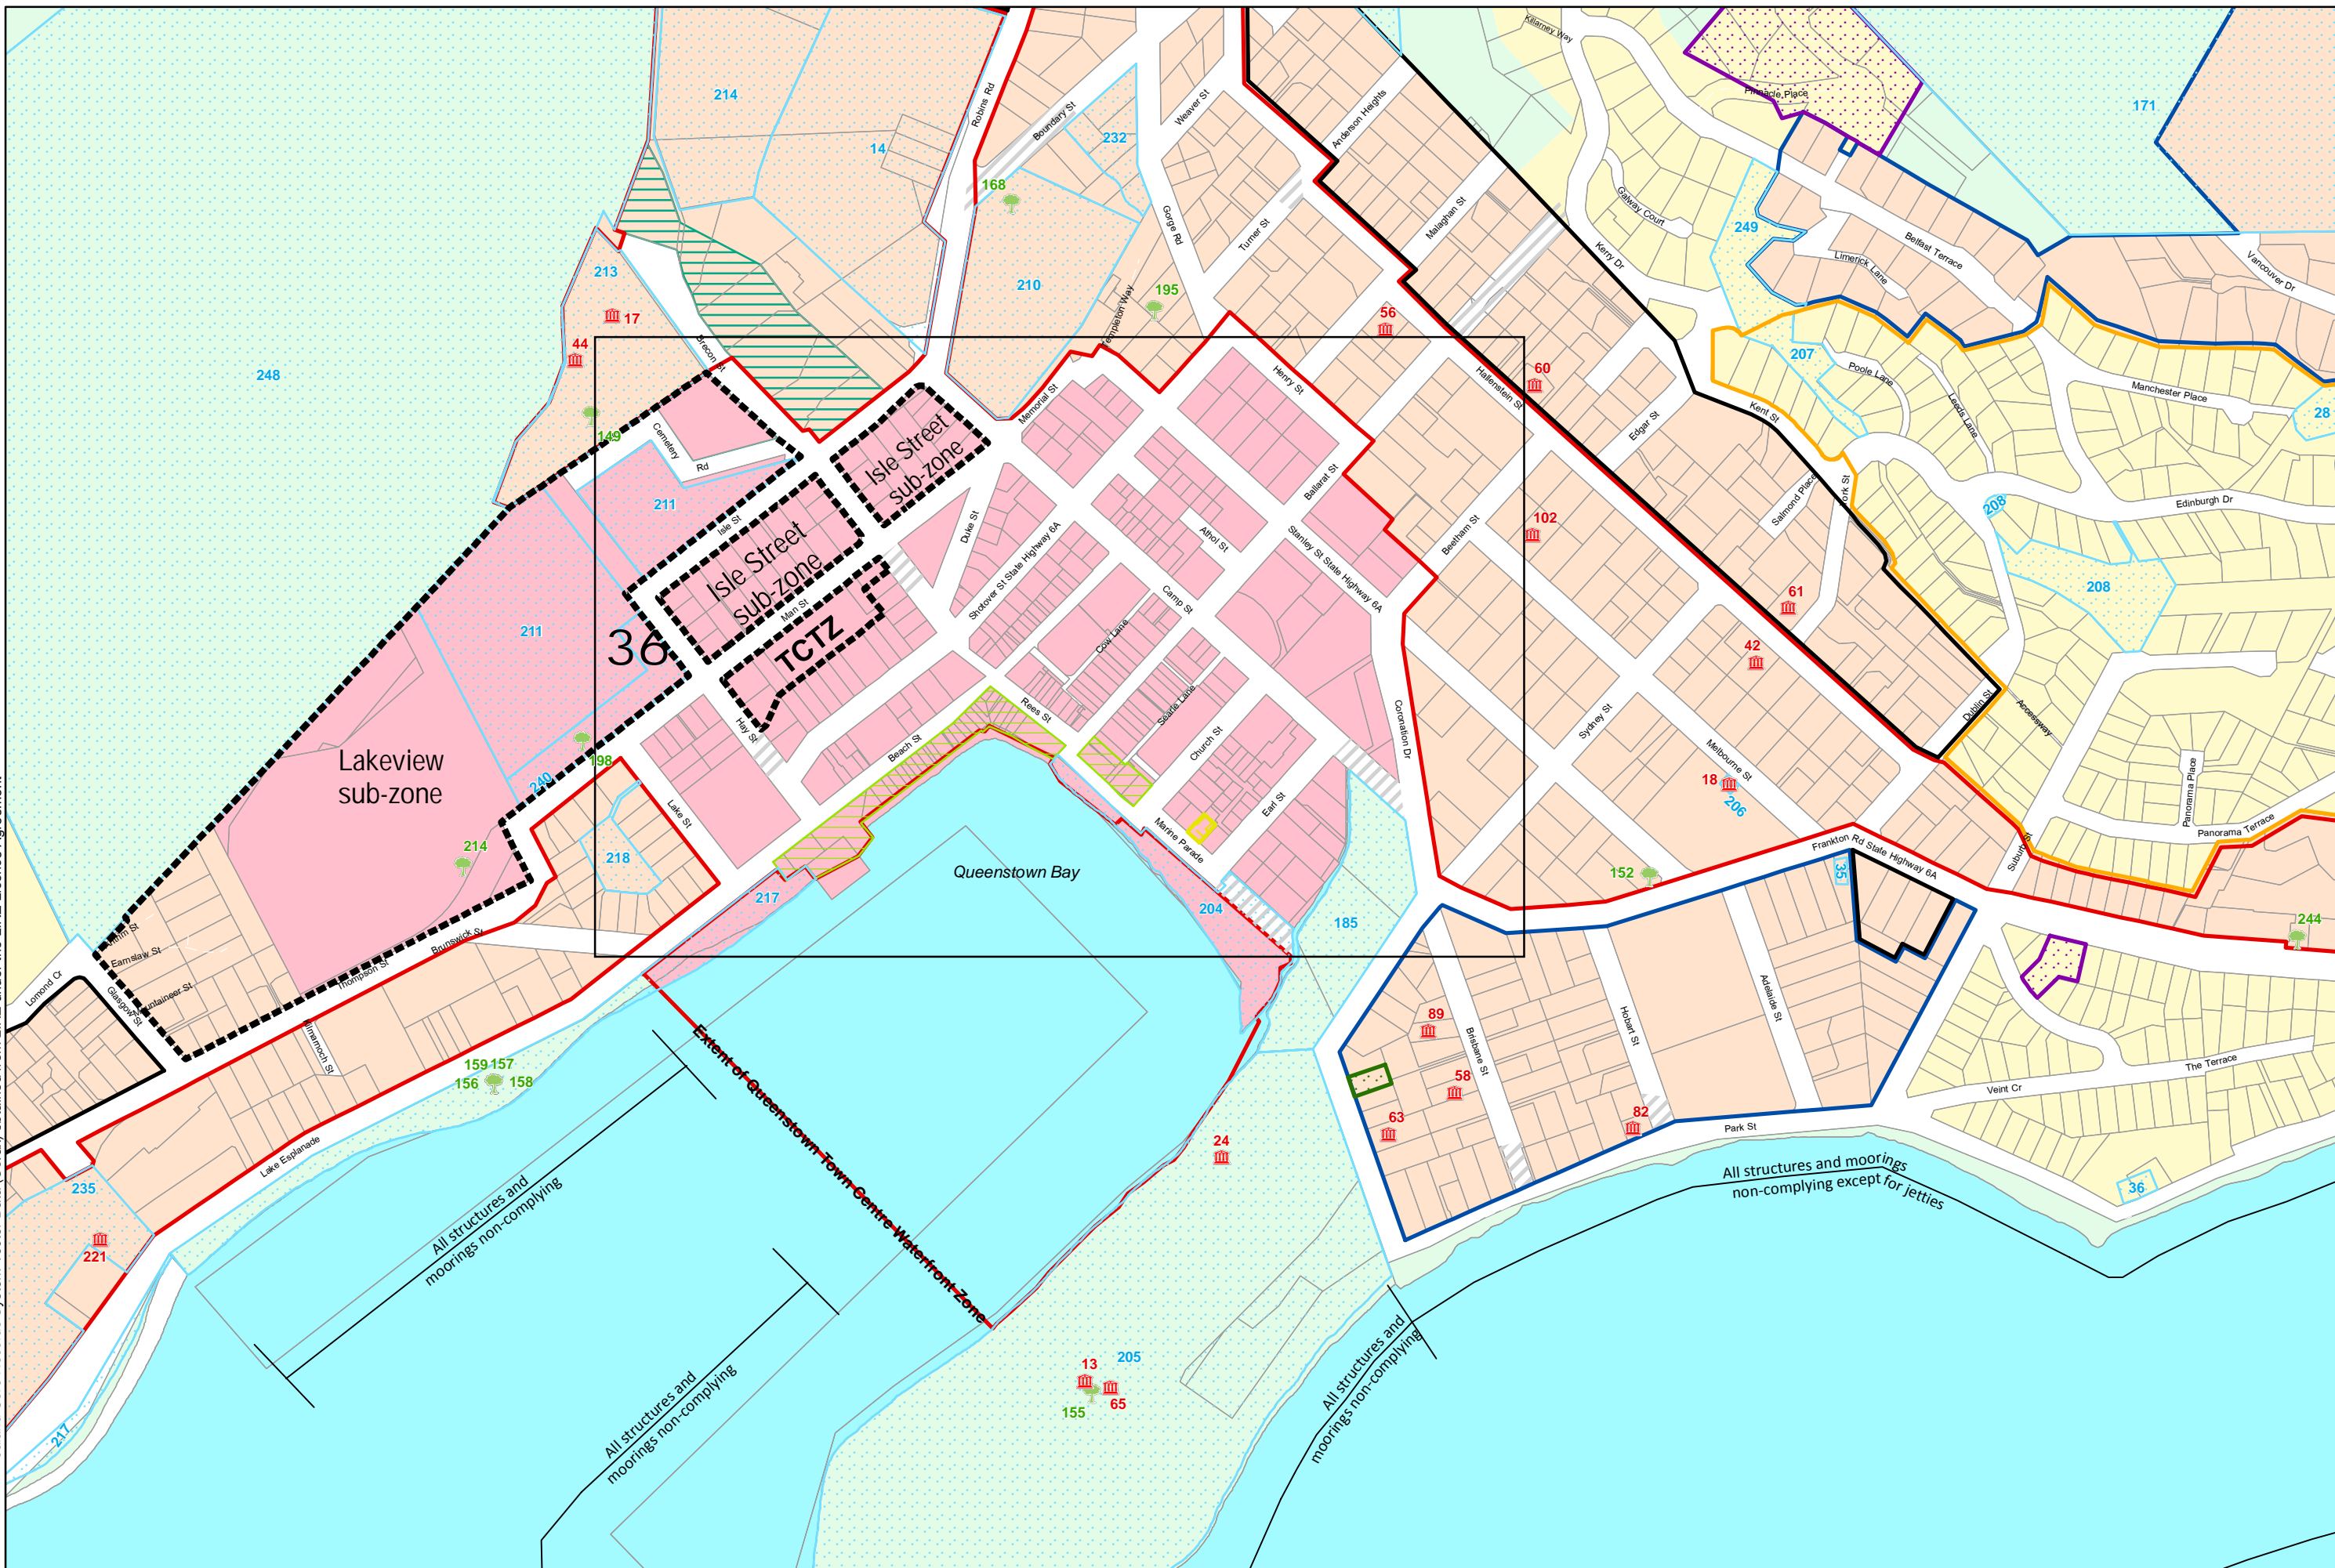 Killarney Way
Pinnacle Place
171
214
Robins Rd
Boundary St
Weaver St
Anderson Heights
232
14
168
Galway Court
249
Gorge Rd
Turner St
Malaghan St
Kerry Dr
Belfast Terrace
Limerick Lane
Vancouver Dr
213
17
210
195
Templeton Way
56
44
Brecon St
207
60
Hallenstein St
Henry St
Poole Lane
Leeds Lane
Manchester Place
28
248
149
Memorial St
Kent St
Edgar St
Cemetery
Rd
Isle Street
sub-zone
211
Ballarat St
Salmond Place
208
Edinburgh Dr
Isle St
Duke St
Shotover St State Highway 6A
Athol St
Stanley St State Highway 6A
Beetham St
102
Isle Street
sub-zone
Man St
Camp St
208
61
211
36
TCTZ
Cow Lane
42
Searle Lane
Rees St
Church St
Coronation Dr
Sydney St
Dublin St
Accessway
Hay St
Beach St
Melbourne St
Lakeview
sub-zone
198
240
Lake St
18
206
Panorama Place
Panorama Terrace
Earl St
Marine Parade
214
218
Queenstown Bay
Frankton Rd State Highway 6A
152
35
217
204
185
244
Earnslaw St
Brunswick St
Thompson St
Lomond Cr
Glasgow St
Adelaide St
Hobart St
Brisbane St
89
Extent of Queenstown Town Centre Waterfront Zone
159 157
156 158
58
63
82
The Terrace
Veint Cr
Park St
24
Lake Esplanade
All structures and moorings
non-complying except for jetties
36
235
221
All structures and
moorings non-complying
All structures and
moorings non-complying
All structures and
moorings non-complying
13
205
65
155
217